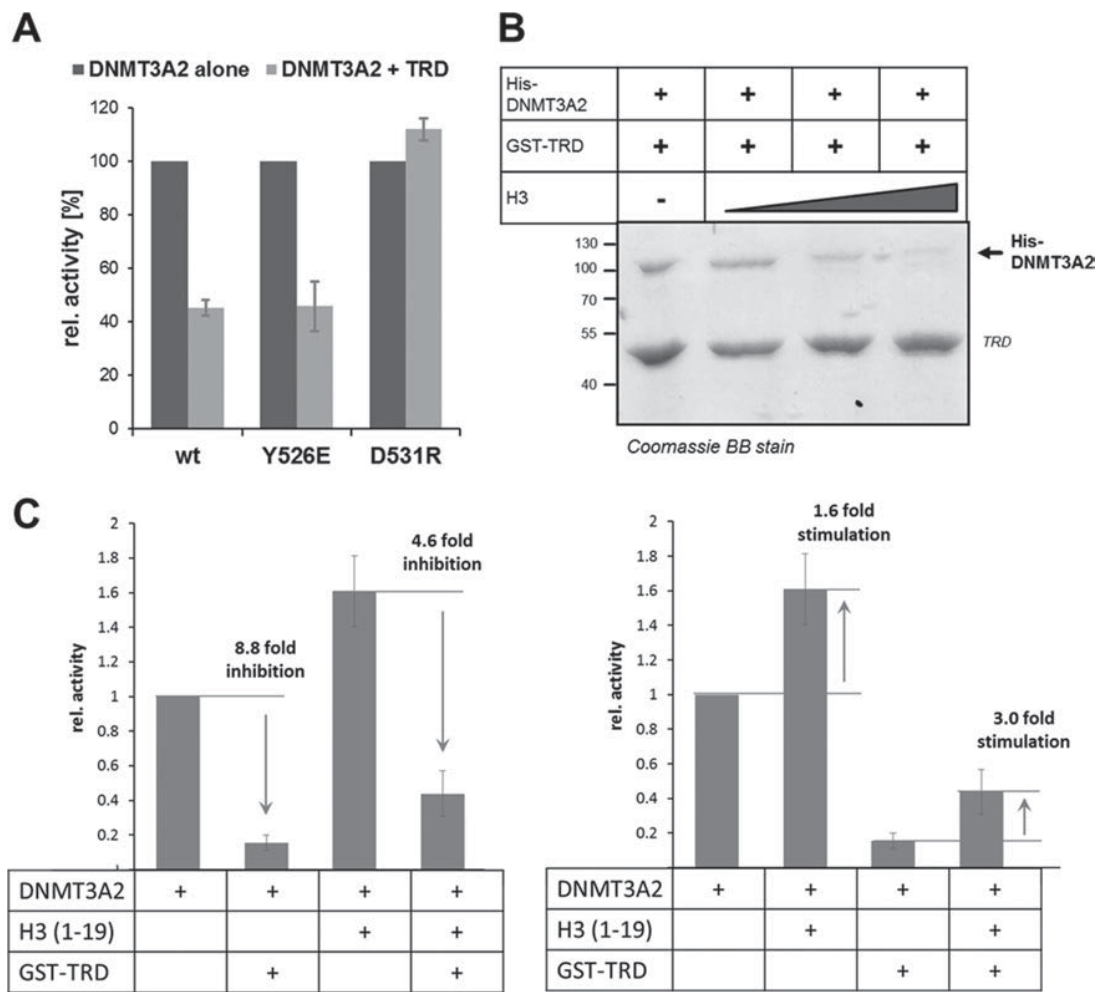 A
DNMT3A2 alone DNMT3A2 + TRD
rel. activity [%]
120
100
80
60
40
20
0
wt Y526E D531R
B
His-
DNMT3A2
+ + + +
GST-TRD + + + +
H3 -
130
100
70
55
40
His-
DNMT3A2
TRD
Coomassie BB stain
C
rel. activity
2
1.8
1.6
1.4
1.2
1
0.8
0.6
0.4
0.2
8.8 fold
inhibition
4.6 fold
inhibition
DNMT3A2 + + + +
H3 (1-19) + +
GST-TRD + +
rel. activity
2
1.8
1.6
1.4
1.2
1
0.8
0.6
0.4
0.2
1.6 fold
stimulation
3.0 fold
stimulation
DNMT3A2 + + + +
H3 (1-19) + +
GST-TRD + +